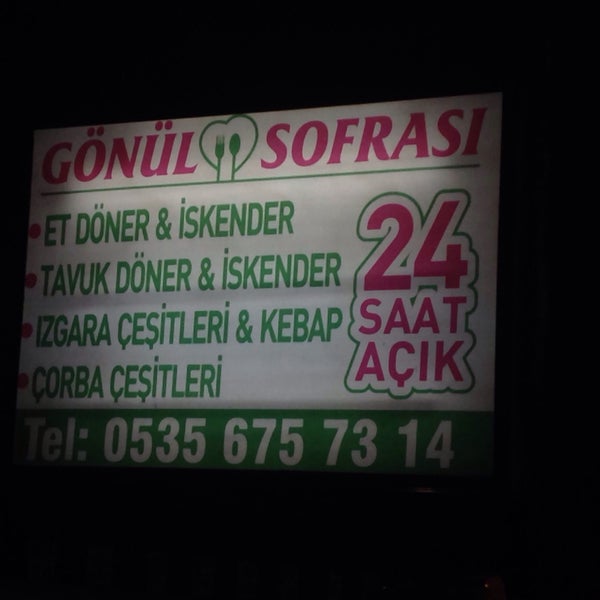 GÖNÜL SOFRASI
• ET DÖNER & İSKENDER
• TAVUK DÖNER & İSKENDER
• IZGARA ÇEŞİTLERİ & KEBAP
• ÇORBA ÇEŞİTLERİ
24
SAAT
AÇIK
Tel: 0535 675 73 14